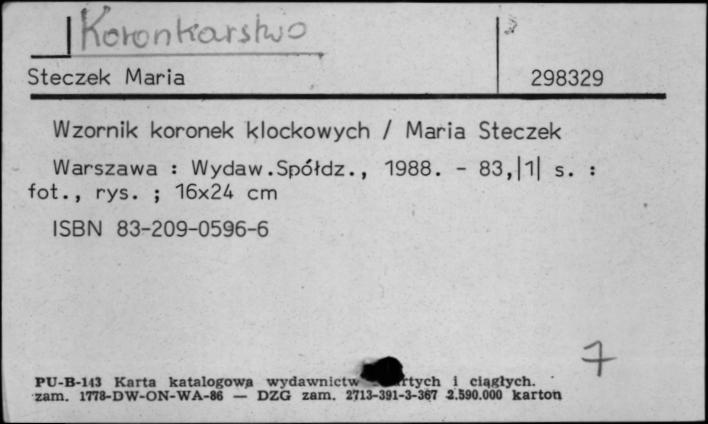 Koronkarstwo
Steczek Maria 298329
Wzornik koronek klockowych / Maria Steczek
Warszawa : Wydaw.Spółdz., 1988. - 83,|1| s. :
fot., rys. ; 16x24 cm
ISBN 83-209-0596-6
7
PU-B-143 Karta katalogowa wydawnictw i ciągłych.
zam. 1778-DW-ON-WA-86 — DZG zam. 2713-391-3-367 2.590.000 karton